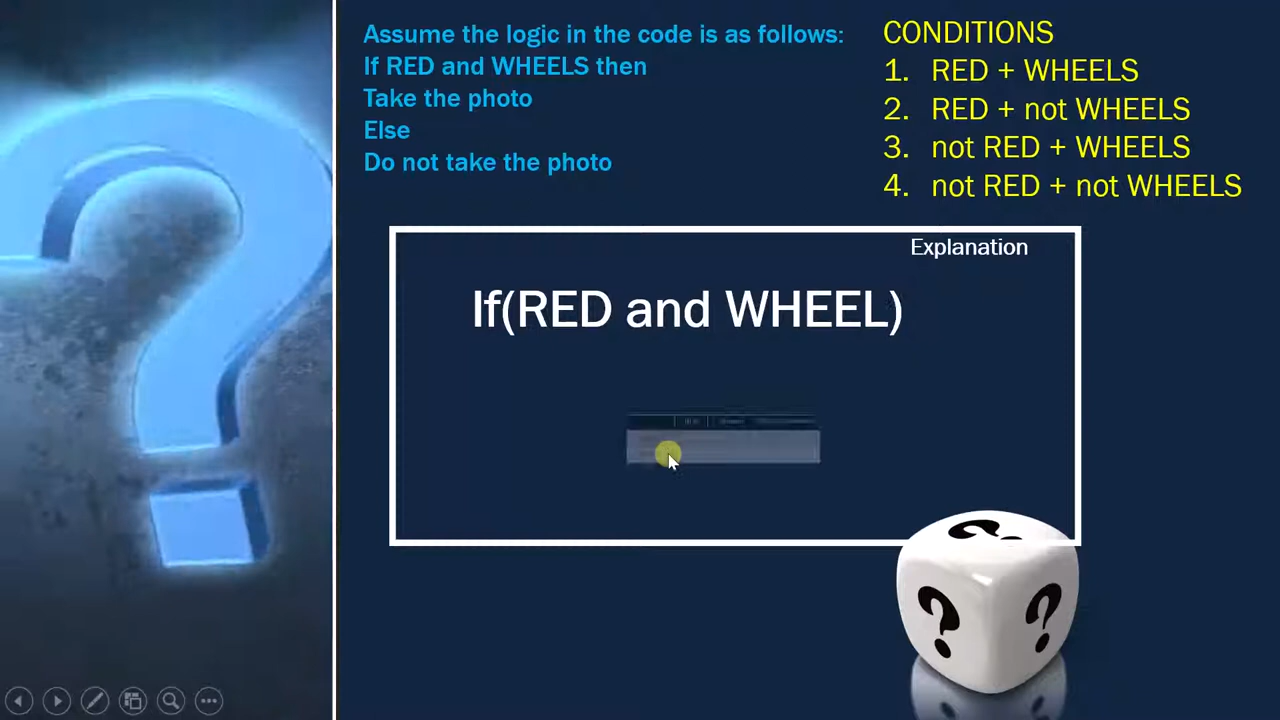 Assume the logic in the code is as follows:
If RED and WHEELS then
Take the photo
Else
Do not take the photo
CONDITIONS
1. RED + WHEELS
2. RED + not WHEELS
3. not RED + WHEELS
4. not RED + not WHEELS
Explanation
If(RED and WHEEL)
? ? ?